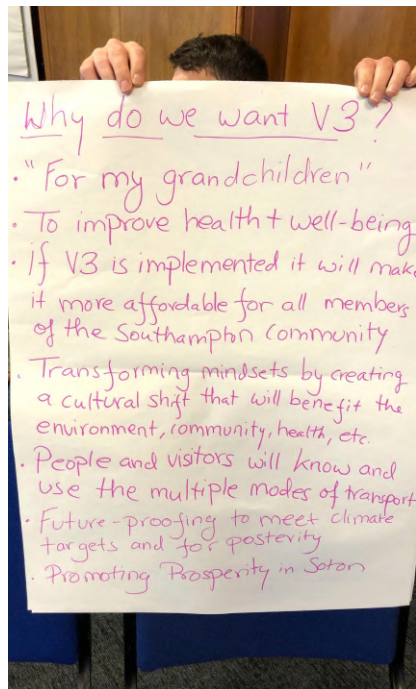 Why do we want V3?
· "For my grandchildren"
· To improve health + well-being
· If V3 is implemented it will make
it more affordable for all members
of the Southampton Community
· Transforming mindsets by creating
a cultural shift that will benefit the
environment, community, health, etc.
· People and visitors will know and
use the multiple modes of transport
· Future-proofing to meet climate
targets and for posterity
· Promoting Prosperity in Soton